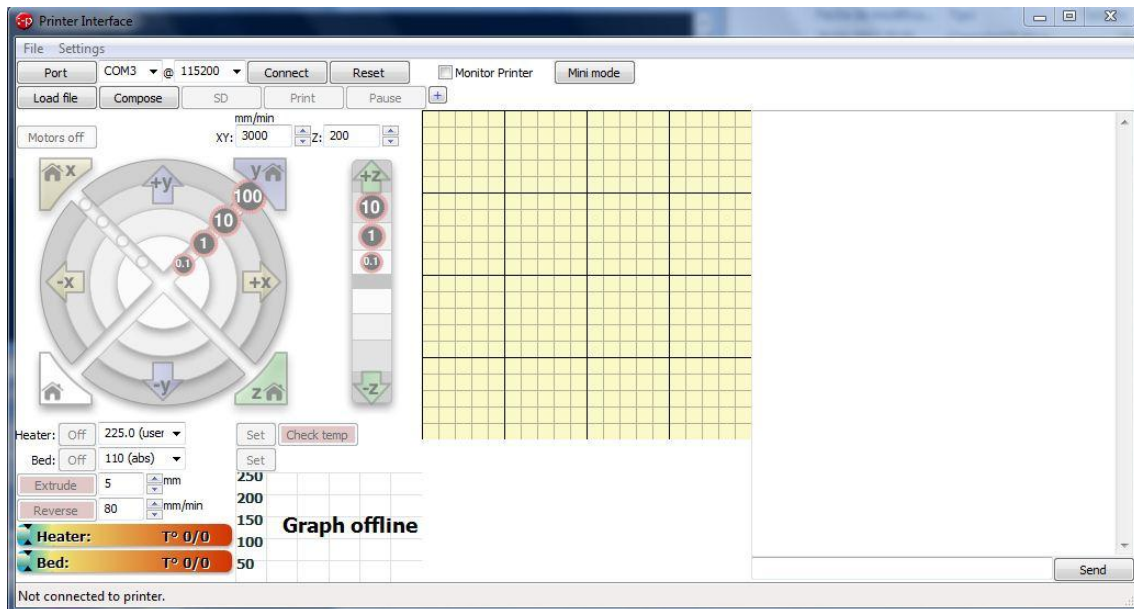 Printer Interface
File Settings
Port COM3 @ 115200 Connect Reset Monitor Printer Mini mode
Load file Compose SD Print Pause +
mm/min
Motors off XY: 3000 Z: 200
x +y y +z
100 10
10 1
1 0.1
0.1
-x +x
-y z -z
Heater: Off 225.0 (user Set Check temp
Bed: Off 110 (abs) Set
Extrude 5 mm
Reverse 80 mm/min
250
200
150
100
50
Graph offline
Heater: T° 0/0
Bed: T° 0/0
Send
Not connected to printer.